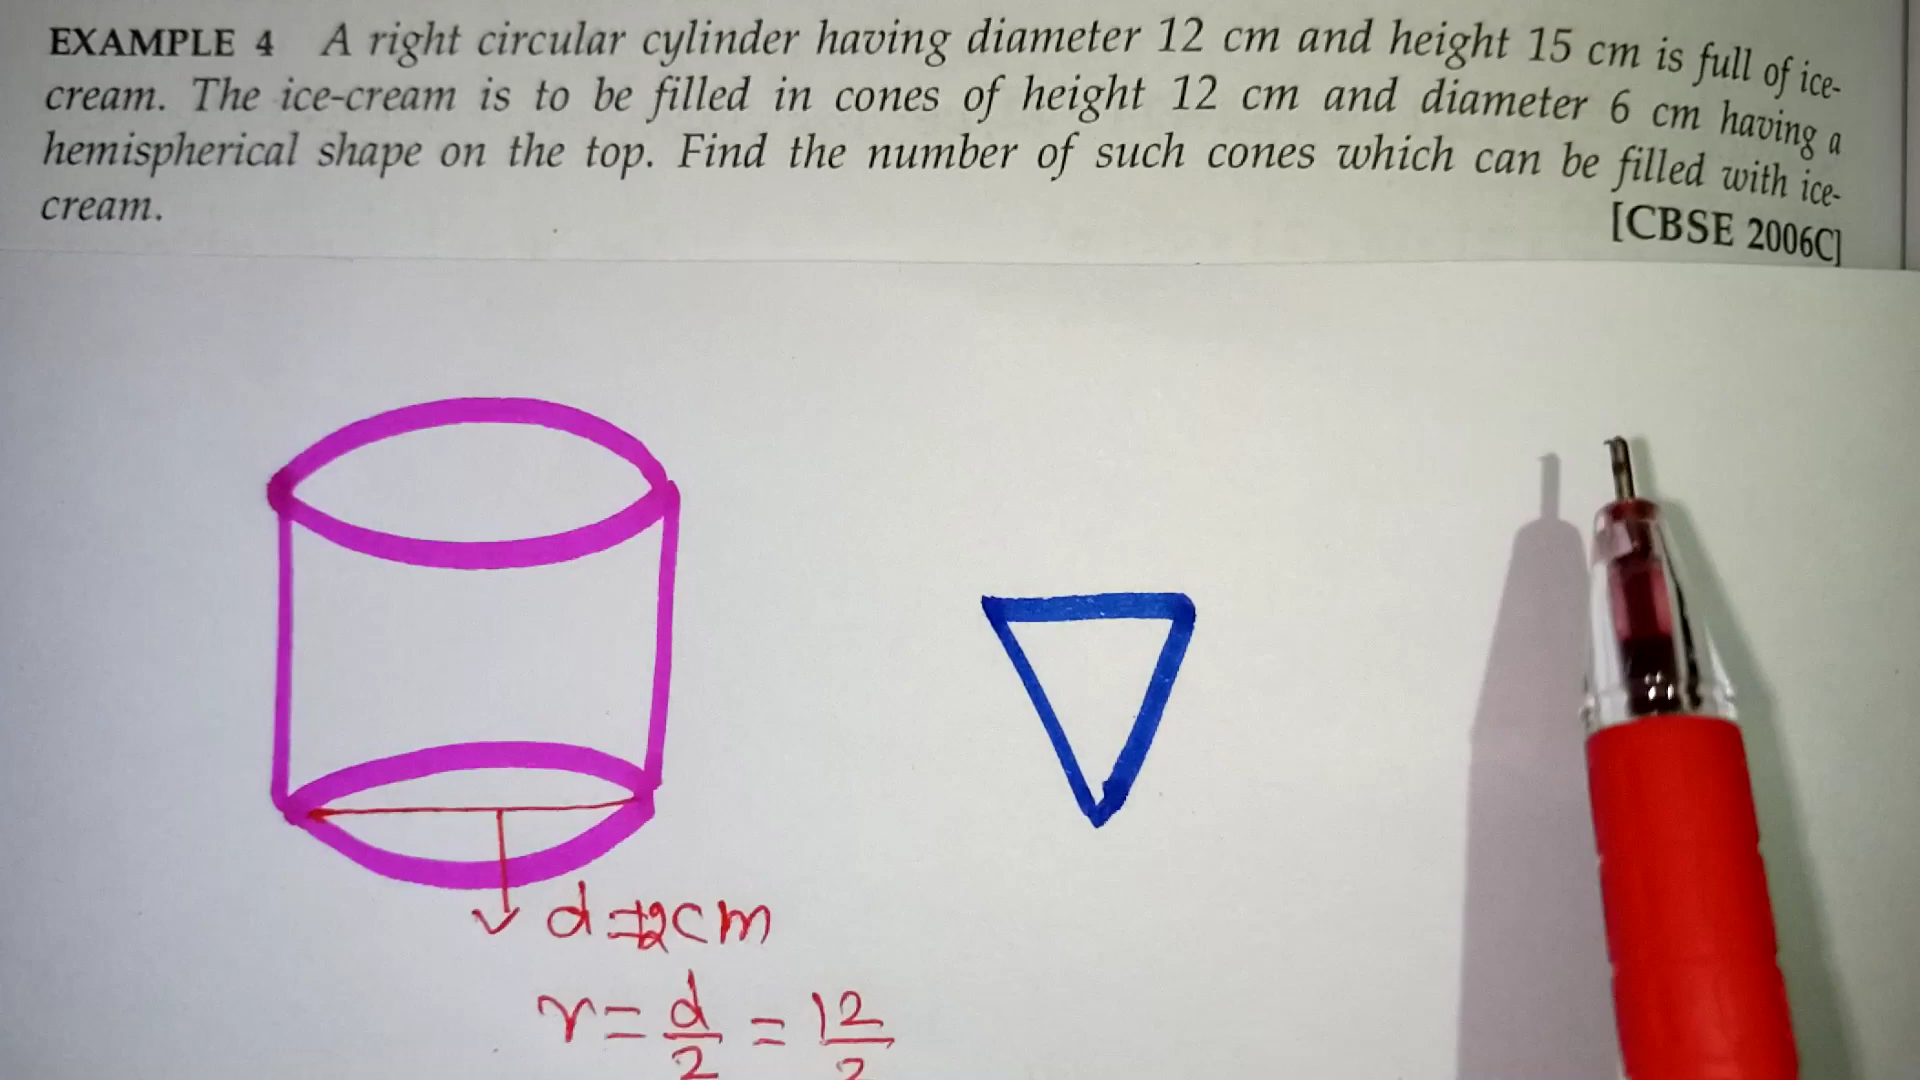 EXAMPLE 4 A right circular cylinder having diameter 12 cm and height 15 cm is full of ice-
cream. The ice-cream is to be filled in cones of height 12 cm and diameter 6 cm having a
hemispherical shape on the top. Find the number of such cones which can be filled with ice-
cream.
[CBSE 2006C]
d=12cm
r = d/2 = 12/2